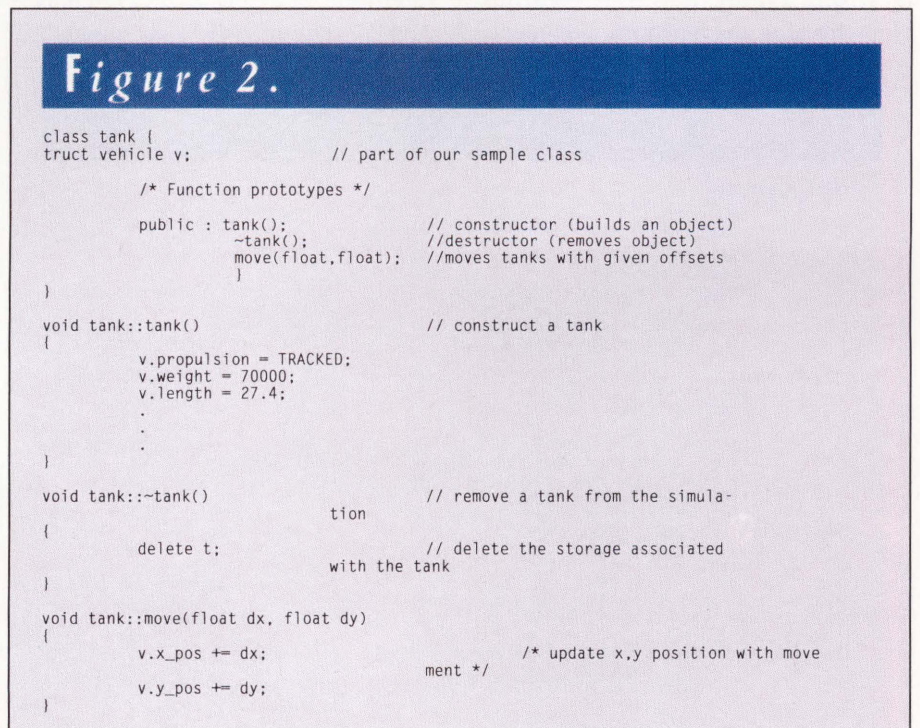 Figure 2.
class tank {
truct vehicle v; // part of our sample class
/* Function prototypes */
public : tank(); // constructor (builds an object)
~tank(); //destructor (removes object)
move(float,float); //moves tanks with given offsets
}
}
void tank::tank() // construct a tank
{
v.propulsion = TRACKED;
v.weight = 70000;
v.length = 27.4;
.
.
.
}
void tank::~tank() // remove a tank from the simula-
tion
{
delete t; // delete the storage associated
with the tank
}
void tank::move(float dx, float dy)
{
v.x_pos += dx; /* update x,y position with move
ment */
v.y_pos += dy;
}